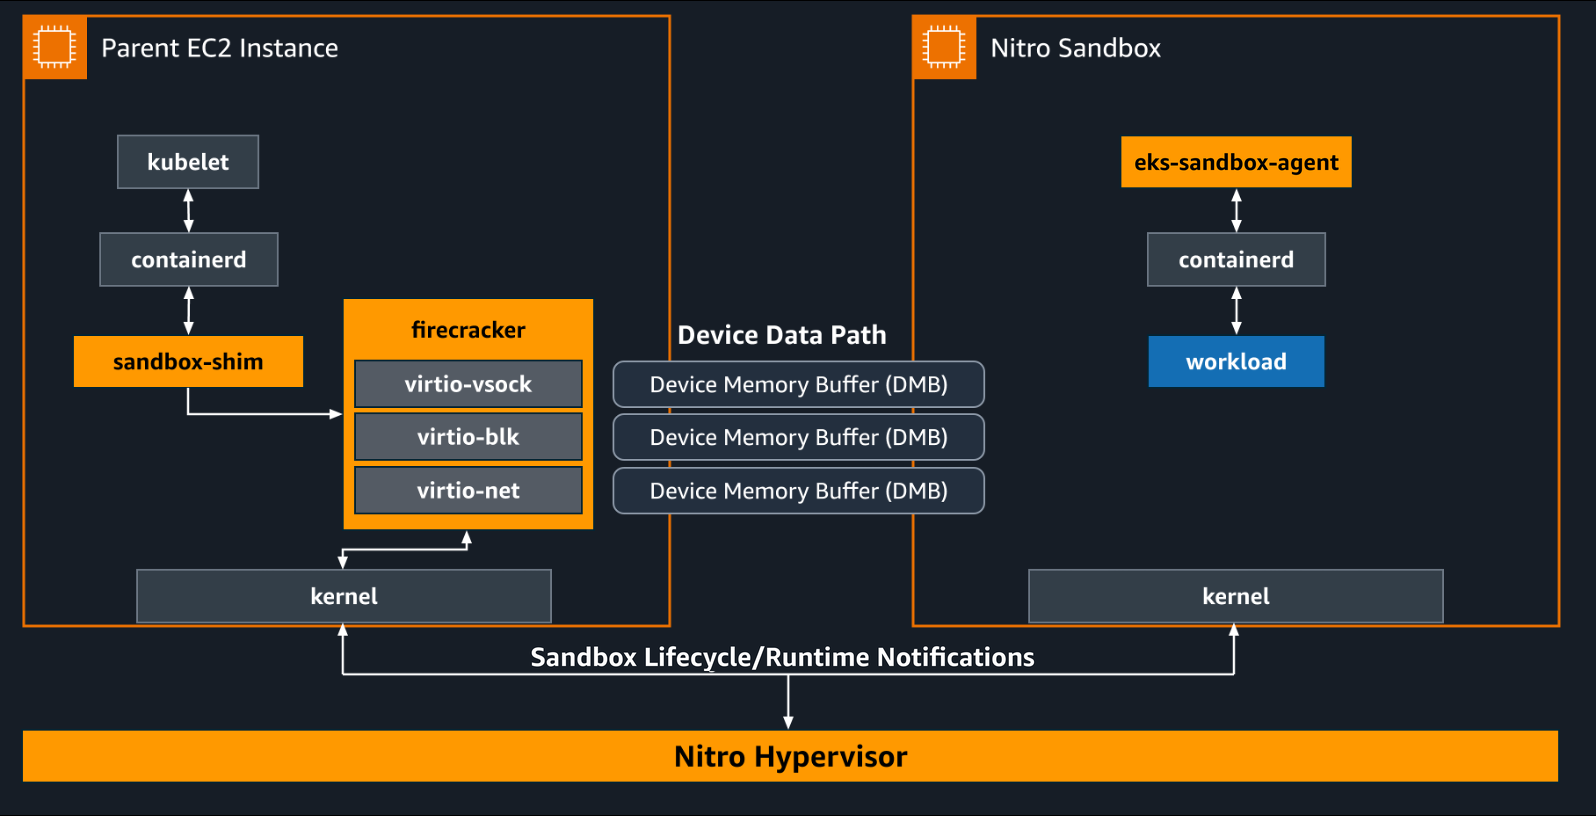 Parent EC2 Instance
Nitro Sandbox
kubelet
containerd
sandbox-shim
firecracker
virtio-vsock
virtio-blk
virtio-net
kernel
Device Data Path
Device Memory Buffer (DMB)
Device Memory Buffer (DMB)
Device Memory Buffer (DMB)
eks-sandbox-agent
containerd
workload
kernel
Sandbox Lifecycle/Runtime Notifications
Nitro Hypervisor